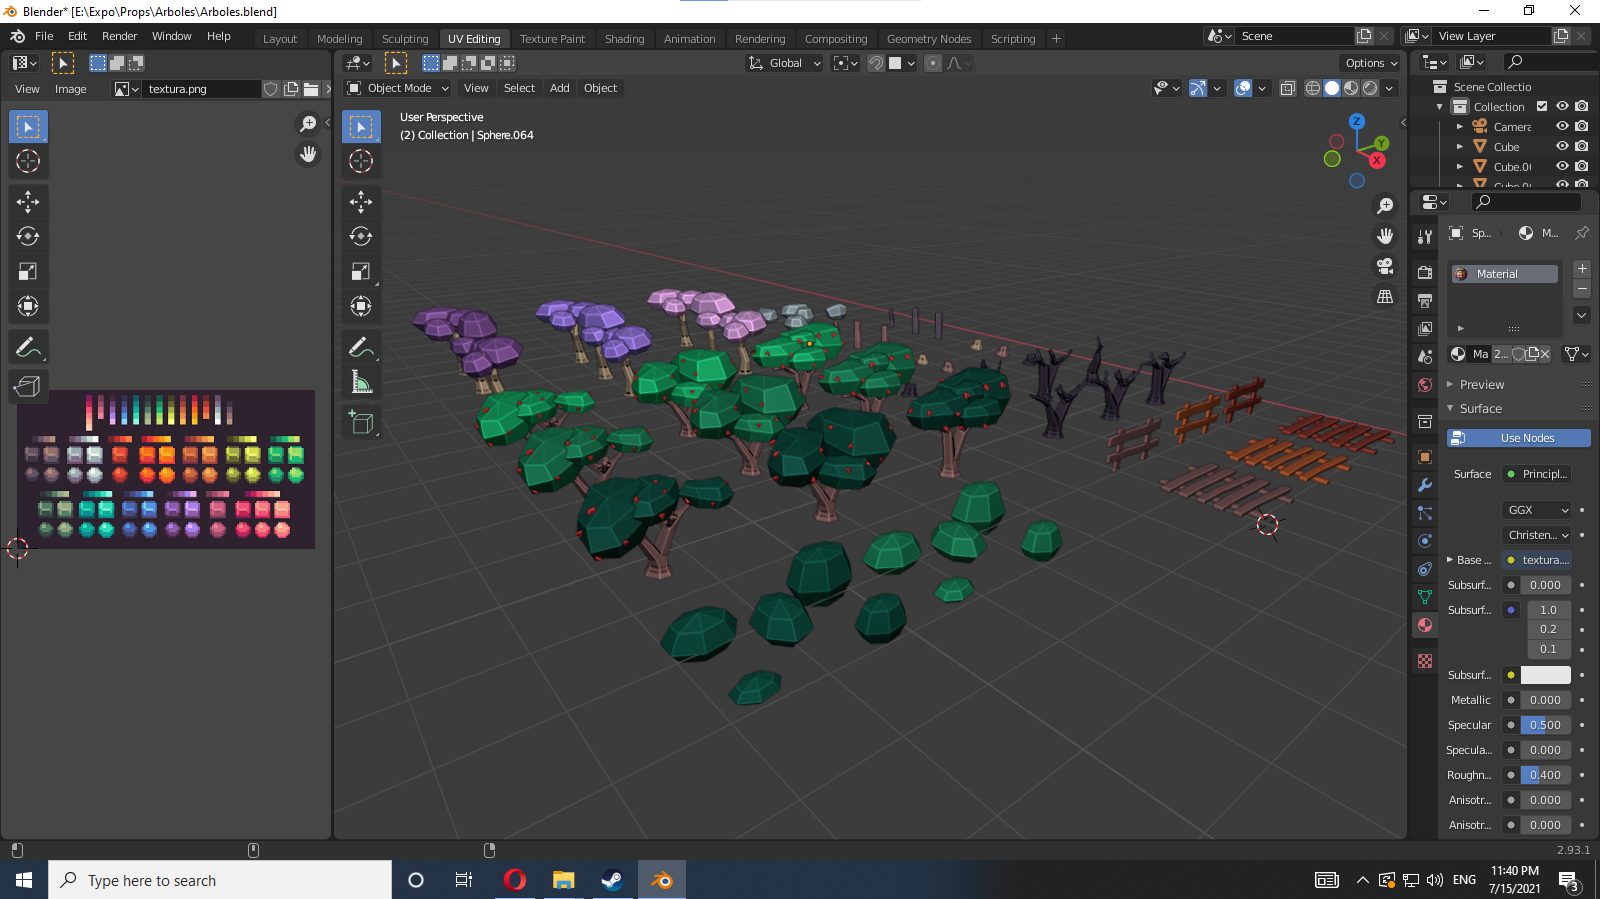 Blender* [E:\Expo\Props\Arboles\Arboles.blend]
File Edit Render Window Help
Layout Modeling Sculpting UV Editing Texture Paint Shading Animation Rendering Compositing Geometry Nodes Scripting +
Scene
View Layer
Global
Options
View Image
textura.png
Object Mode View Select Add Object
User Perspective
(2) Collection | Sphere.064
Z
Y
X
Scene Collectio
Collection
Camera
Cube
Cube.0
Sp...
M...
Material
Ma
2...
Preview
Surface
Use Nodes
Surface Principl...
GGX
Christen...
Base ... textura....
Subsurf... 0.000
Subsurf... 1.0
0.2
0.1
Subsurf...
Metallic 0.000
Specular 0.500
Specula... 0.000
Roughn... 0.400
Anisotr... 0.000
Anisotr... 0.000
2.93.1
Type here to search
ENG
11:40 PM
7/15/2021
3